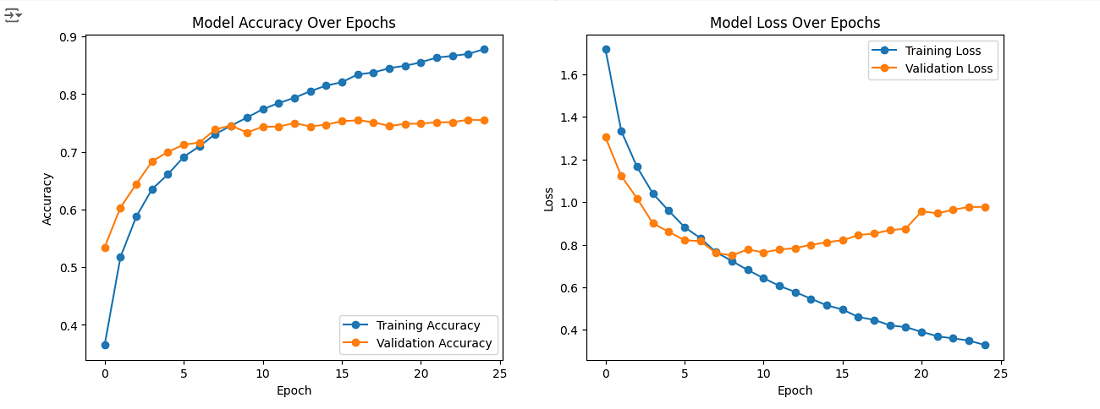 Model Accuracy Over Epochs
0.9
0.8
0.7
0.6
0.5
0.4
Accuracy
Training Accuracy
Validation Accuracy
0 5 10 15 20 25
Epoch
Model Loss Over Epochs
1.6
1.4
1.2
1.0
0.8
0.6
0.4
Loss
Training Loss
Validation Loss
0 5 10 15 20 25
Epoch